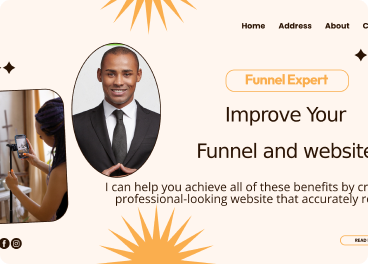 Home Address About
Funnel Expert
Improve Your
Funnel and website
I can help you achieve all of these benefits by
professional-looking website that accurately
READ